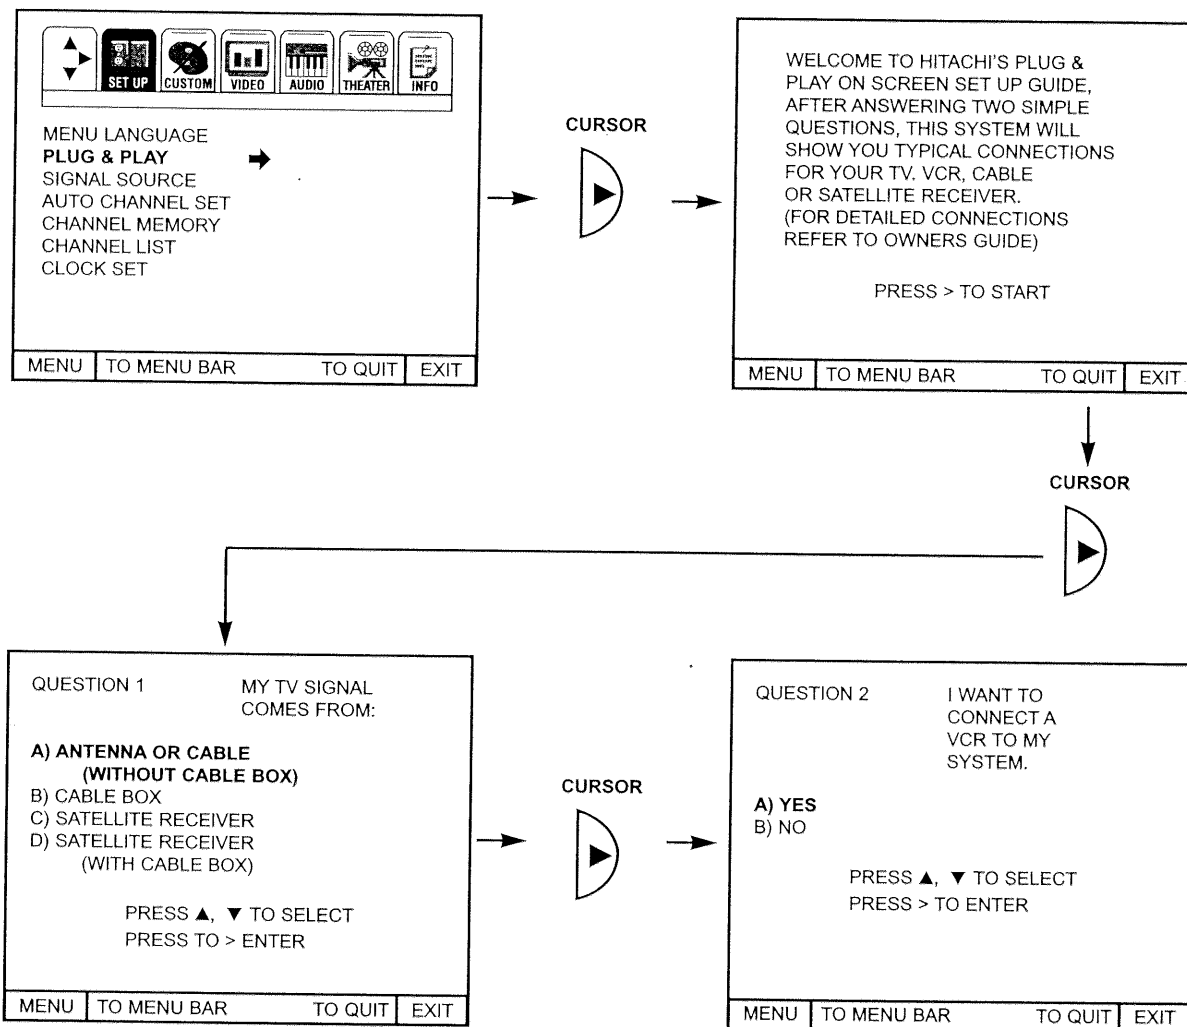 SET UP CUSTOM VIDEO AUDIO THEATER INFO
MENU LANGUAGE
PLUG & PLAY
SIGNAL SOURCE
AUTO CHANNEL SET
CHANNEL MEMORY
CHANNEL LIST
CLOCK SET
MENU TO MENU BAR TO QUIT EXIT
CURSOR
WELCOME TO HITACHI'S PLUG &
PLAY ON SCREEN SET UP GUIDE,
AFTER ANSWERING TWO SIMPLE
QUESTIONS, THIS SYSTEM WILL
SHOW YOU TYPICAL CONNECTIONS
FOR YOUR TV. VCR, CABLE
OR SATELLITE RECEIVER.
(FOR DETAILED CONNECTIONS
REFER TO OWNERS GUIDE)
PRESS > TO START
MENU TO MENU BAR TO QUIT EXIT
CURSOR
QUESTION 1 MY TV SIGNAL
COMES FROM:
A) ANTENNA OR CABLE
(WITHOUT CABLE BOX)
B) CABLE BOX
C) SATELLITE RECEIVER
D) SATELLITE RECEIVER
(WITH CABLE BOX)
PRESS ▲, ▼ TO SELECT
PRESS TO > ENTER
MENU TO MENU BAR TO QUIT EXIT
CURSOR
QUESTION 2 I WANT TO
CONNECT A
VCR TO MY
SYSTEM.
A) YES
B) NO
PRESS ▲, ▼ TO SELECT
PRESS > TO ENTER
MENU TO MENU BAR TO QUIT EXIT